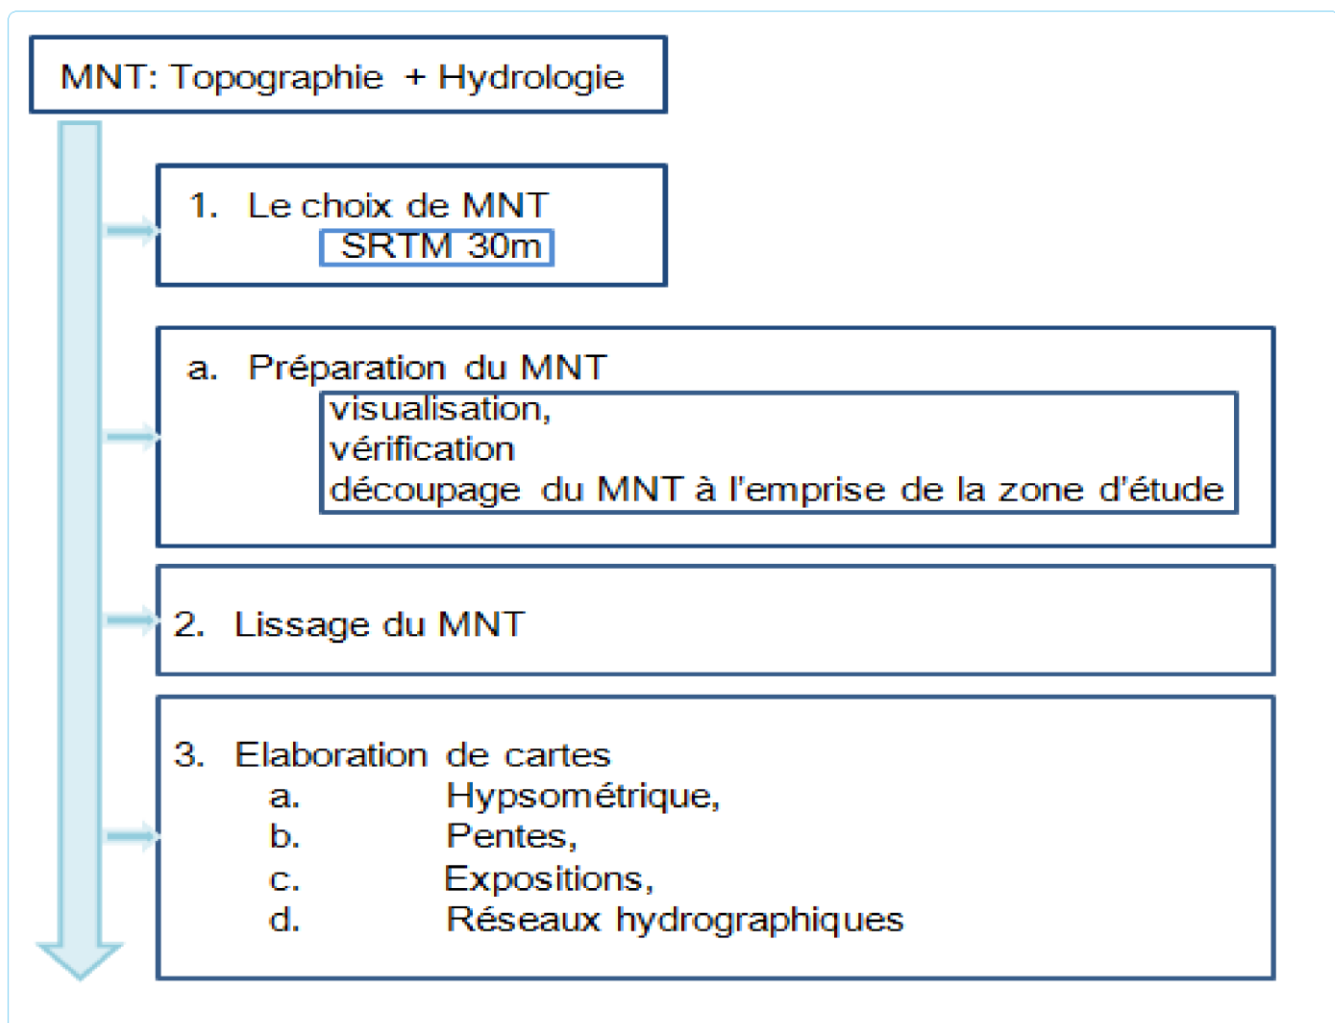 MNT: Topographie + Hydrologie
1. Le choix de MNT
SRTM 30m
a. Préparation du MNT
visualisation,
vérification
découpage du MNT à l'emprise de la zone d'étude
2. Lissage du MNT
3. Elaboration de cartes
a. Hypsométrique,
b. Pentes,
c. Expositions,
d. Réseaux hydrographiques